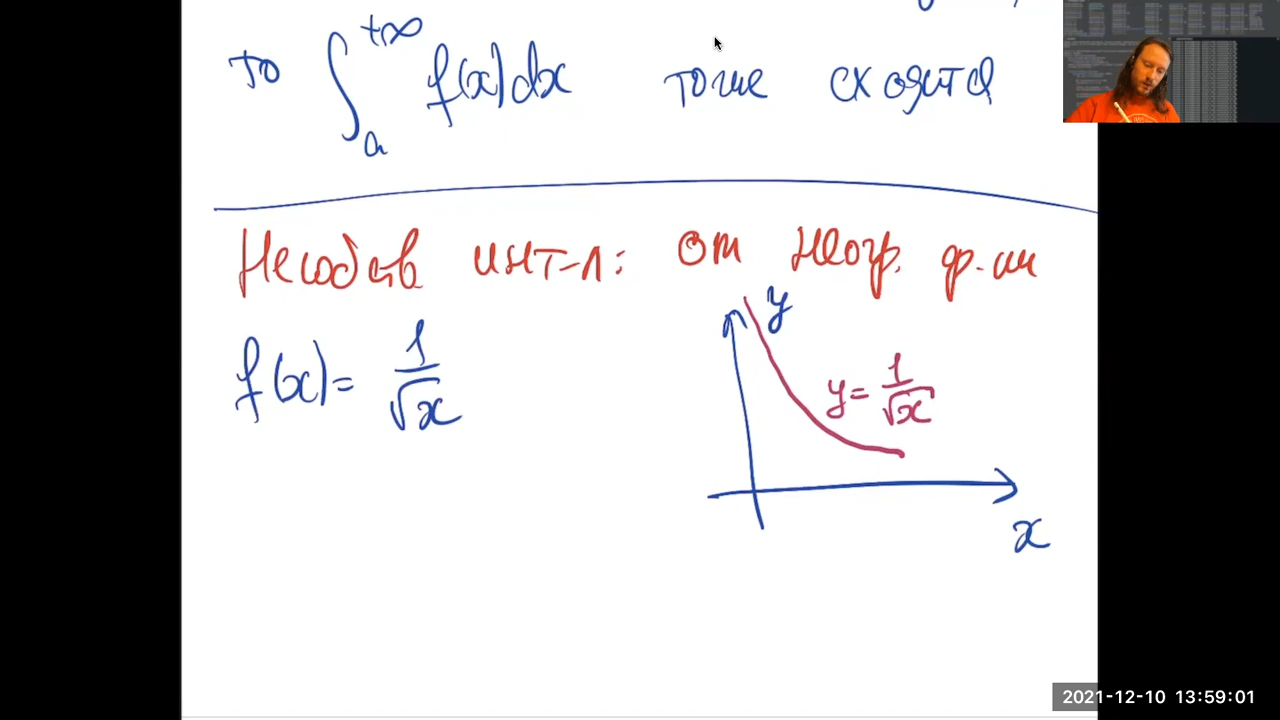 то ∫ₐ⁺∞ f(x)dx тоже сходится
Несобств инт-л: от неогр. ф-ии
f(x) = 1/√x
y
y = 1/√x
x
2021-12-10 13:59:01